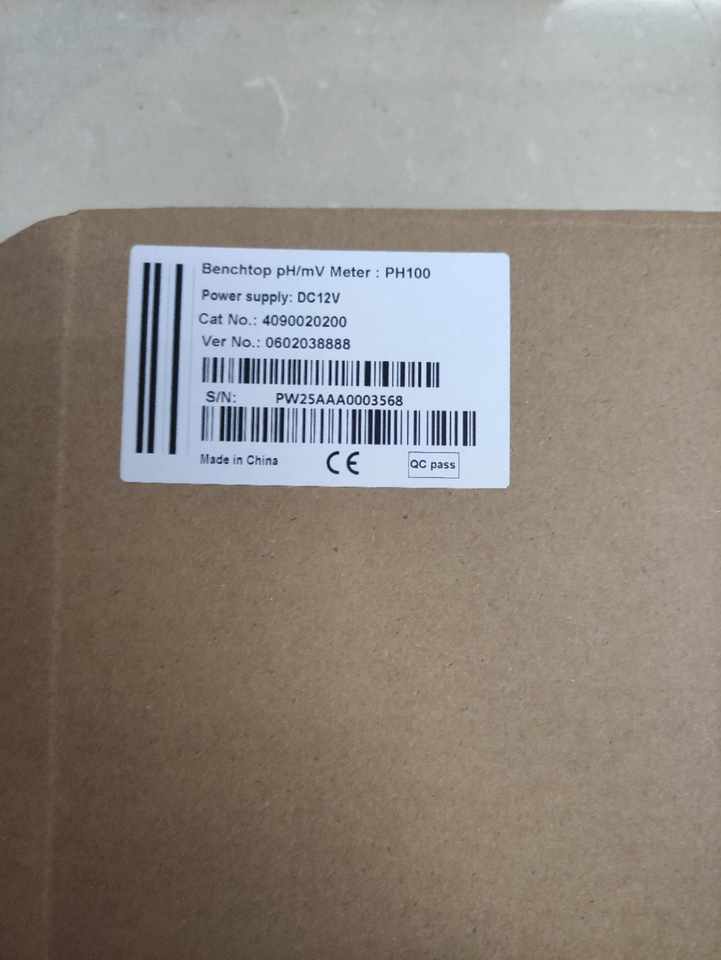 Benchtop pH/mV Meter : PH100
Power supply: DC12V
Cat No.: 4090020200
Ver No.: 0602038888
S/N: PW25AAA0003568
Made in China CE QC pass